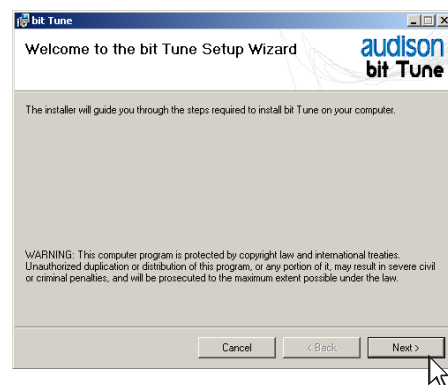 bit Tune
Welcome to the bit Tune Setup Wizard
audison
bit Tune
The installer will guide you through the steps required to install bit Tune on your computer.
WARNING: This computer program is protected by copyright law and international treaties.
Unauthorized duplication or distribution of this program, or any portion of it, may result in severe civil
or criminal penalties, and will be prosecuted to the maximum extent possible under the law.
Cancel
< Back
Next >